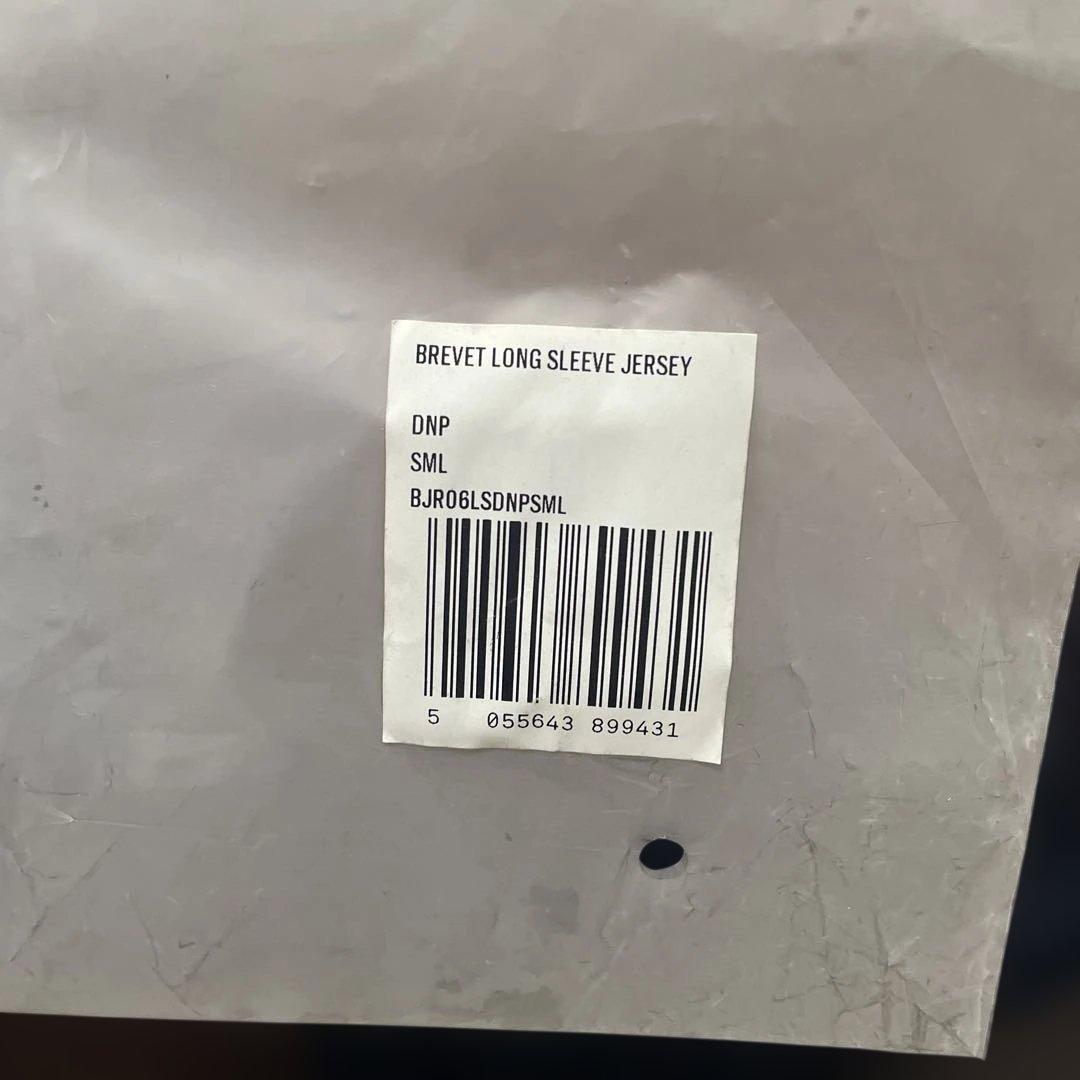 BREVET LONG SLEEVE JERSEY
DNP
SML
BJR06LSDNPSML
5 055643 899431